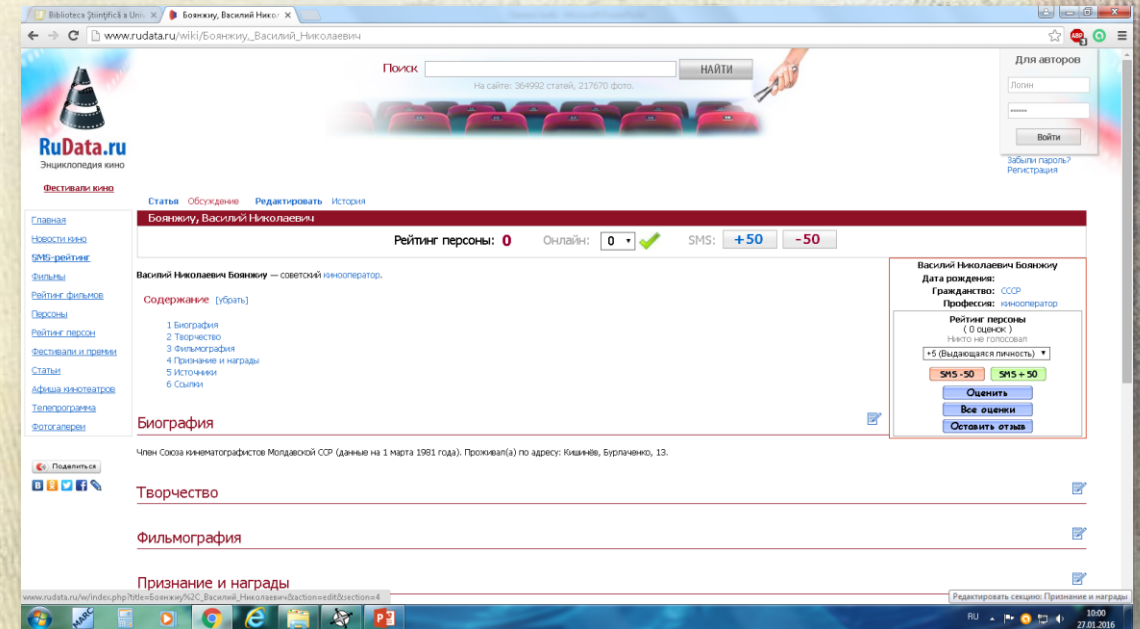 Biblioteca Științifică a Univ
Боянжиу, Василий Никол
www.rudata.ru/wiki/Боянжиу,_Василий_Николаевич
ABP
Поиск
НАЙТИ
На сайте: 364992 статей, 217670 фото.
Для авторов
Логин
Войти
Забыли пароль?
Регистрация
RuData.ru
Энциклопедия кино
Фестивали кино
Статья Обсуждение Редактировать История
Главная
Новости кино
SMS-рейтинг
Фильмы
Рейтинг фильмов
Персоны
Рейтинг персон
Фестивали и премии
Статьи
Афиша кинотеатров
Телепрограмма
Фотогалереи
Поделиться
Боянжиу, Василий Николаевич
Рейтинг персоны: 0 Онлайн: 0 SMS: +50 -50
Василий Николаевич Боянжиу — советский кинооператор.
Содержание [убрать]
1 Биография
2 Творчество
3 Фильмография
4 Признание и награды
5 Источники
6 Ссылки
Василий Николаевич Боянжиу
Дата рождения:
Гражданство: СССР
Профессия: кинооператор
Рейтинг персоны
( 0 оценок )
Никто не голосовал
+5 (Выдающаяся личность)
SMS -50 SMS + 50
Оценить
Все оценки
Оставить отзыв
Биография
Член Союза кинематографистов Молдавской ССР (данные на 1 марта 1981 года). Проживал(а) по адресу: Кишинёв, Бурлаченко, 13.
Творчество
Фильмография
Признание и награды
www.rudata.ru/w/index.php?title=Боянжиу%2C_Василий_Николаевич&action=edit&section=4
Редактировать секцию: Признание и награды
MARC
RU
10:00
27.01.2016